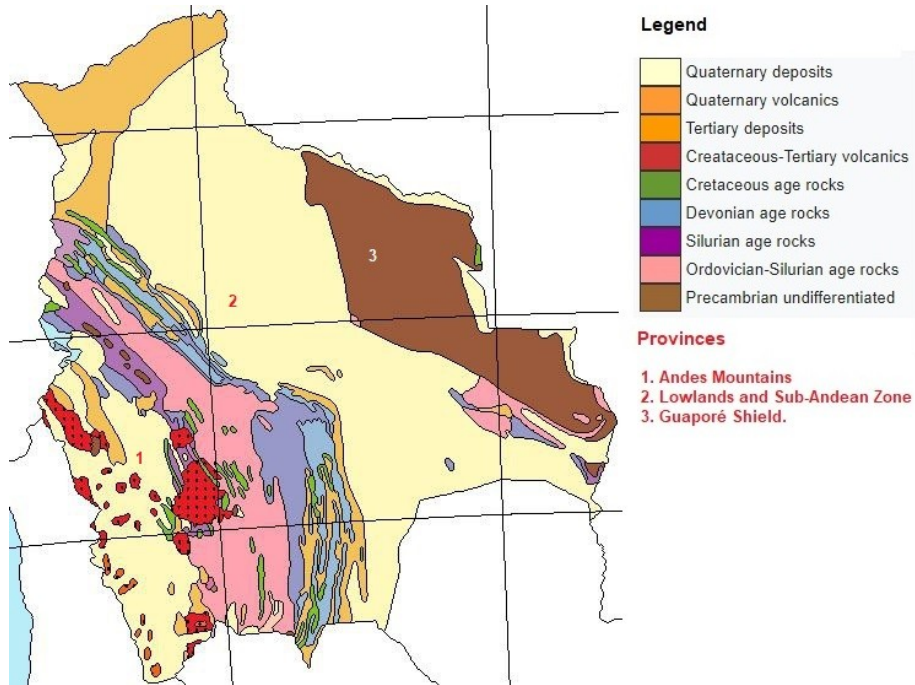 Legend
Quaternary deposits
Quaternary volcanics
Tertiary deposits
Creataceous-Tertiary volcanics
Cretaceous age rocks
Devonian age rocks
Silurian age rocks
Ordovician-Silurian age rocks
Precambrian undifferentiated
Provinces
1. Andes Mountains
2. Lowlands and Sub-Andean Zone
3. Guaporé Shield.
3
2
1